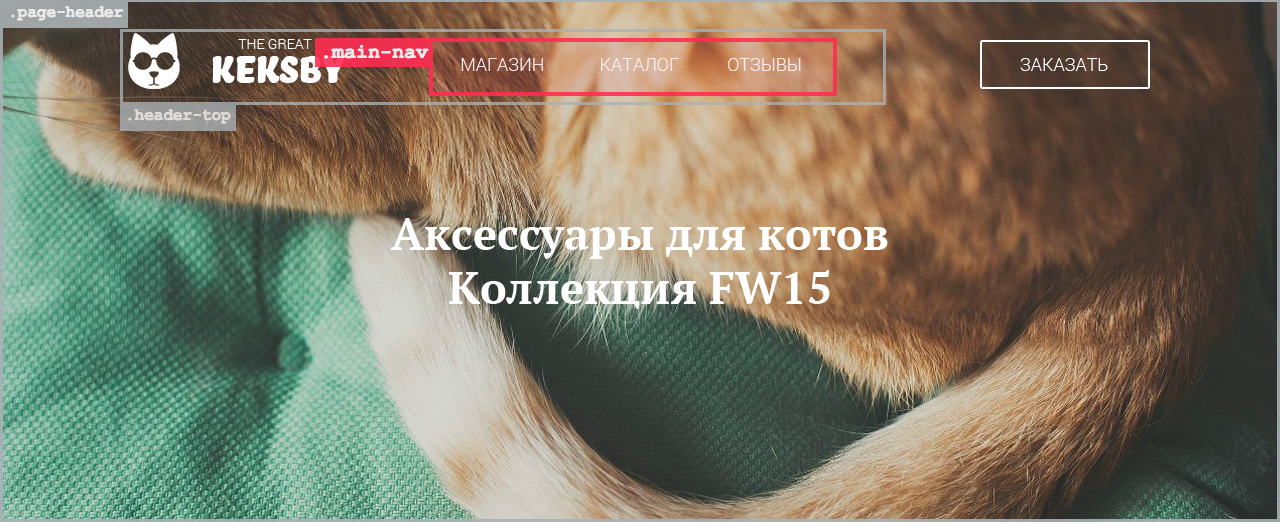 .page-header
THE GREAT
KEKSBY
.main-nav
МАГАЗИН
КАТАЛОГ
ОТЗЫВЫ
ЗАКАЗАТЬ
.header-top
Аксессуары для котов
Коллекция FW15